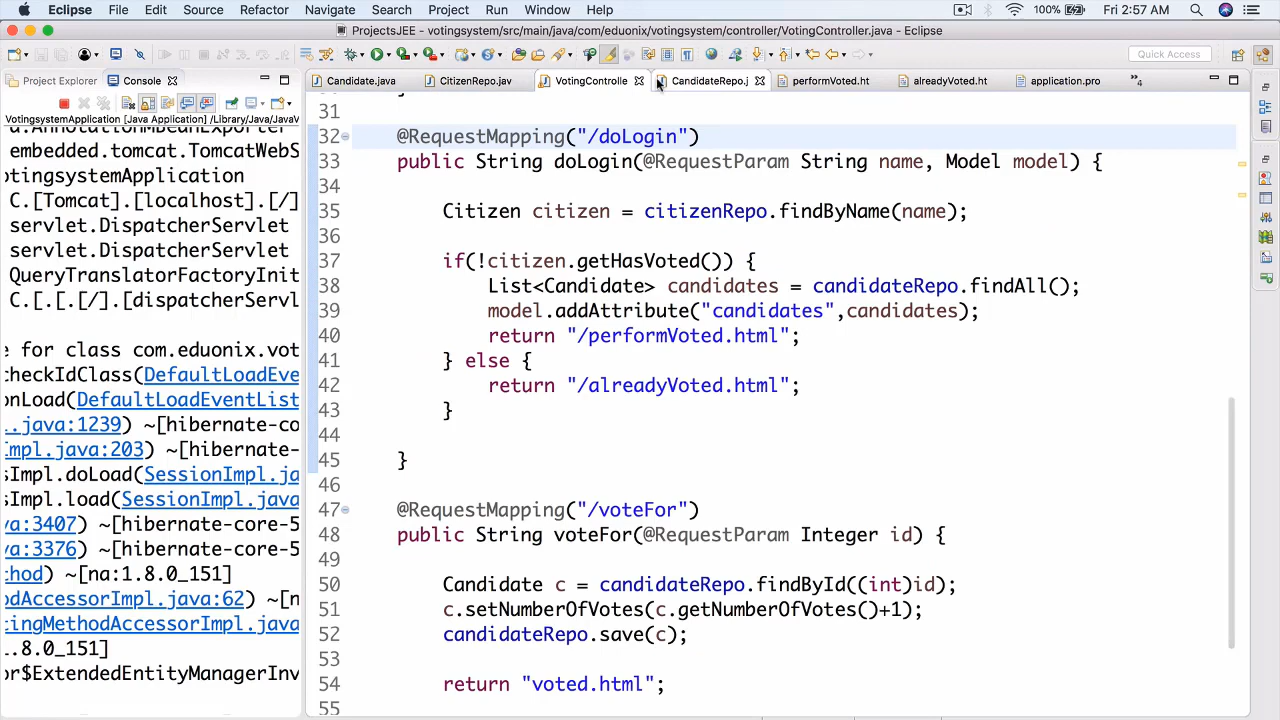 Eclipse File Edit Source Refactor Navigate Search Project Run Window Help 100% Fri 2:57 AM
ProjectsJEE - votingsystem/src/main/java/com/eduonix/votingsystem/controller/VotingController.java - Eclipse
Quick Access
Project Explorer Console Candidate.java CitizenRepo.jav VotingControlle CandidateRepo.j performVoted.ht alreadyVoted.ht application.pro 4
VotingsystemApplication [Java Application] /Library/Java/JavaV
embedded.tomcat.TomcatWebS
otingsystemApplication
C.[Tomcat].[localhost].[/]
servlet.DispatcherServlet
servlet.DispatcherServlet
QueryTranslatorFactoryInit
C.[.[.[/].[dispatcherServl
e for class com.eduonix.vot
checkIdClass(DefaultLoadEve
onLoad(DefaultLoadEventList
l.java:1239) ~[hibernate-co
mpl.java:203) ~[hibernate-c
sImpl.doLoad(SessionImpl.ja
sImpl.load(SessionImpl.java
va:3407) ~[hibernate-core-5
va:3376) ~[hibernate-core-5
thod) ~[na:1.8.0_151]
odAccessorImpl.java:62) ~[n
tingMethodAccessorImpl.java
1.8.0_151]
or$ExtendedEntityManagerInv
31
32 @RequestMapping("/doLogin")
33 public String doLogin(@RequestParam String name, Model model) {
34
35 Citizen citizen = citizenRepo.findByName(name);
36
37 if(!citizen.getHasVoted()) {
38 List<Candidate> candidates = candidateRepo.findAll();
39 model.addAttribute("candidates",candidates);
40 return "/performVoted.html";
41 } else {
42 return "/alreadyVoted.html";
43 }
44
45 }
46
47 @RequestMapping("/voteFor")
48 public String voteFor(@RequestParam Integer id) {
49
50 Candidate c = candidateRepo.findById((int)id);
51 c.setNumberOfVotes(c.getNumberOfVotes()+1);
52 candidateRepo.save(c);
53
54 return "voted.html";
55